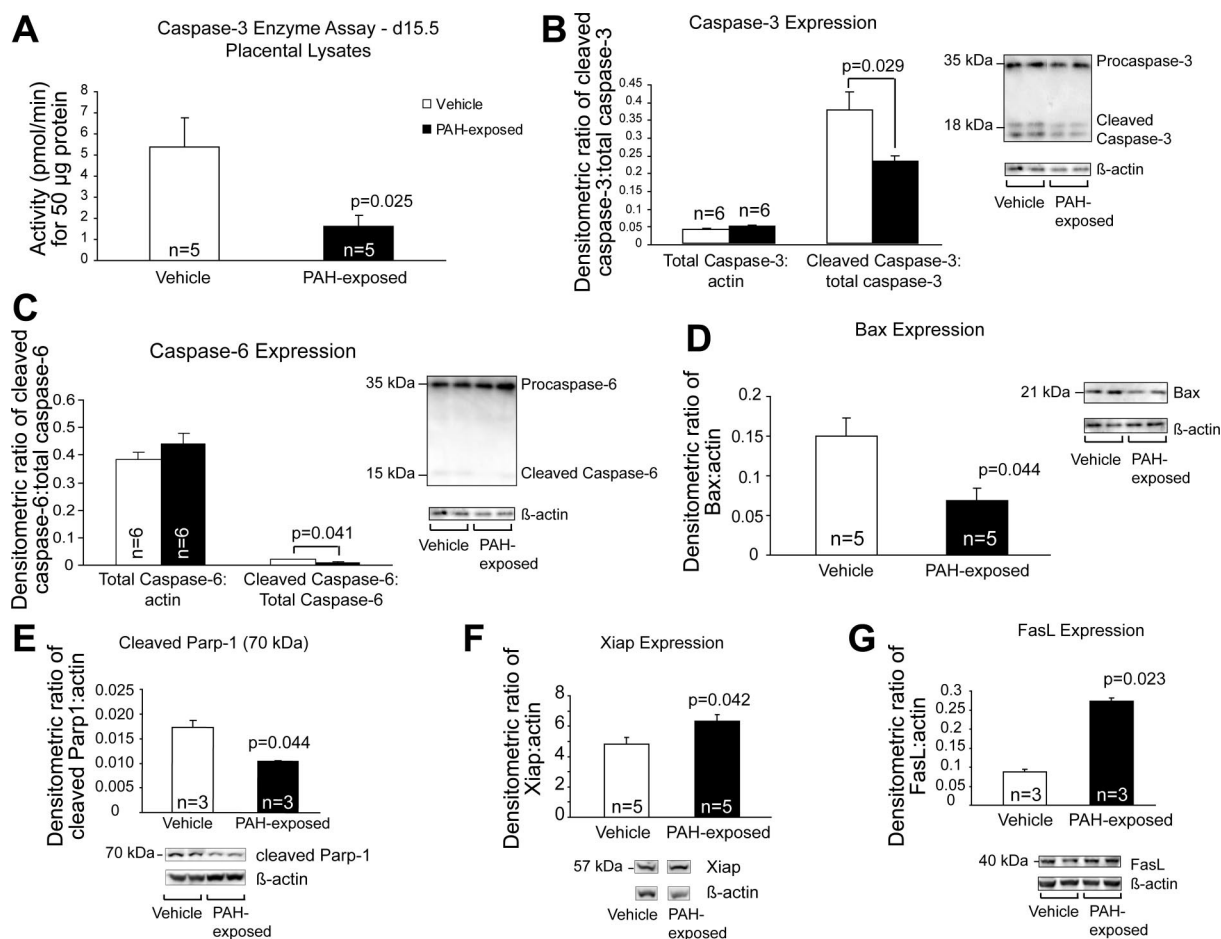 A
Caspase-3 Enzyme Assay - d15.5
Placental Lysates
Activity (pmol/min)
for 50 µg protein
8
7
6
5
4
3
2
1
0
Vehicle
PAH-exposed
p=0.025
n=5
n=5
Vehicle
PAH-exposed
B
Caspase-3 Expression
Densitometric ratio of cleaved
caspase-3:total caspase-3
0.45
0.4
0.35
0.3
0.25
0.2
0.15
0.1
0.05
0
p=0.029
n=6
n=6
Total Caspase-3:
actin
Cleaved Caspase-3:
total caspase-3
35 kDa
Procaspase-3
18 kDa
Cleaved
Caspase-3
ß-actin
Vehicle
PAH-
exposed
C
Caspase-6 Expression
Densitometric ratio of cleaved
caspase-6:total caspase-6
0.6
0.5
0.4
0.3
0.2
0.1
0
n=6
n=6
p=0.041
Total Caspase-6:
actin
Cleaved Caspase-6:
Total Caspase-6
35 kDa
Procaspase-6
15 kDa
Cleaved Caspase-6
ß-actin
Vehicle
PAH-
exposed
D
Bax Expression
Densitometric ratio of
Bax:actin
0.15
0.1
0.05
0
p=0.044
n=5
n=5
Vehicle
PAH-exposed
21 kDa
Bax
ß-actin
Vehicle
PAH-
exposed
E
Cleaved Parp-1 (70 kDa)
Densitometric ratio of
cleaved Parp1:actin
0.025
0.020
0.015
0.010
0.005
0
p=0.044
n=3
n=3
Vehicle
PAH-exposed
70 kDa
cleaved Parp-1
ß-actin
Vehicle
PAH-
exposed
F
Xiap Expression
Densitometric ratio of
Xiap:actin
8
6
4
2
0
p=0.042
n=5
n=5
Vehicle
PAH-exposed
57 kDa
Xiap
ß-actin
Vehicle
PAH-
exposed
G
FasL Expression
Densitometric ratio of
FasL:actin
0.3
0.25
0.2
0.15
0.1
0.05
0
p=0.023
n=3
n=3
Vehicle
PAH-exposed
40 kDa
FasL
ß-actin
Vehicle
PAH-
exposed